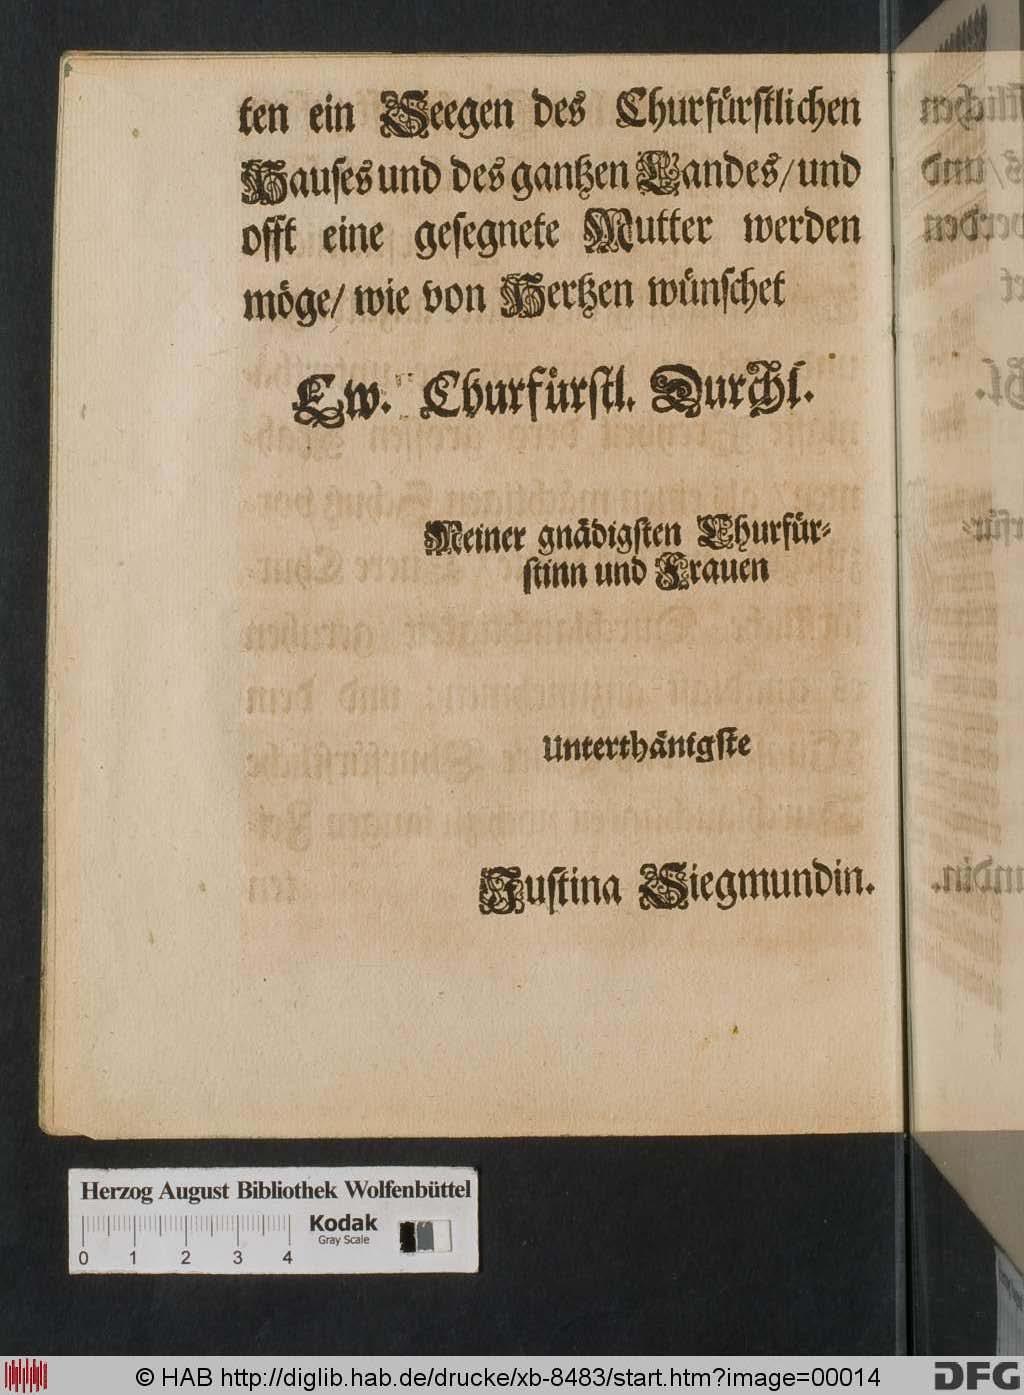 ten ein Seegen des Churfürstlichen
Hauses und des gantzen Landes/ und
offt eine gesegnete Mutter werden
möge/ wie von Hertzen wünschet
Ew. Churfürstl. Durchl.
Meiner gnädigsten Churfür-
stinn und Frauen
Unterthänigste
Justina Siegmundin.
Herzog August Bibliothek Wolfenbüttel
Kodak
Gray Scale
0 1 2 3 4
© HAB http://diglib.hab.de/drucke/xb-8483/start.htm?image=00014
DFG